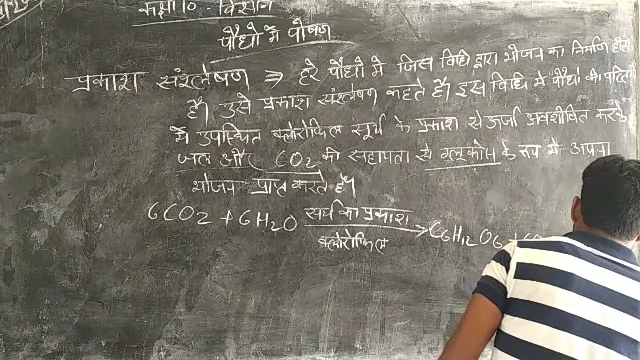 कक्षा 10 - विज्ञान
पौधों में पोषण
प्रकाश संश्लेषण ⇒ हरे पौधों में जिस विधि द्वारा भोजन का निर्माण होता
है। उसे प्रकाश संश्लेषण कहते है। इस विधि में पौधों की
में उपस्थित क्लोरोफिल सूर्य के प्रकाश से ऊर्जा अवशोषित करके
जल और CO2 की सहायता से ग्लूकोज के रूप में अपना
भोजन प्राप्त करते है।
6CO2 + 6H2O सूर्य का प्रकाश → C6H12O6 +
क्लोरोफिल